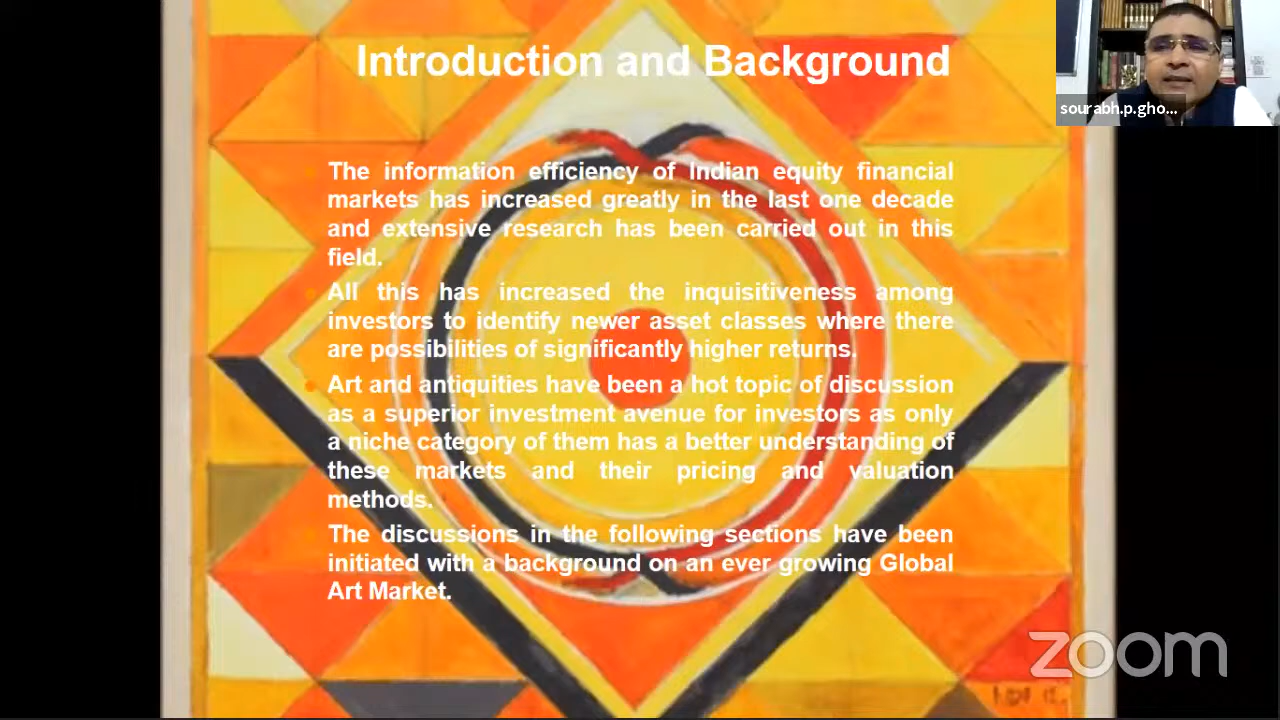 Introduction and Background
sourabh.p.gho...
The information efficiency of Indian equity financial
markets has increased greatly in the last one decade
and extensive research has been carried out in this
field.
All this has increased the inquisitiveness among
investors to identify newer asset classes where there
are possibilities of significantly higher returns.
Art and antiquities have been a hot topic of discussion
as a superior investment avenue for investors as only
a niche category of them has a better understanding of
these markets and their pricing and valuation
methods.
The discussions in the following sections have been
initiated with a background on an ever growing Global
Art Market.
zoom